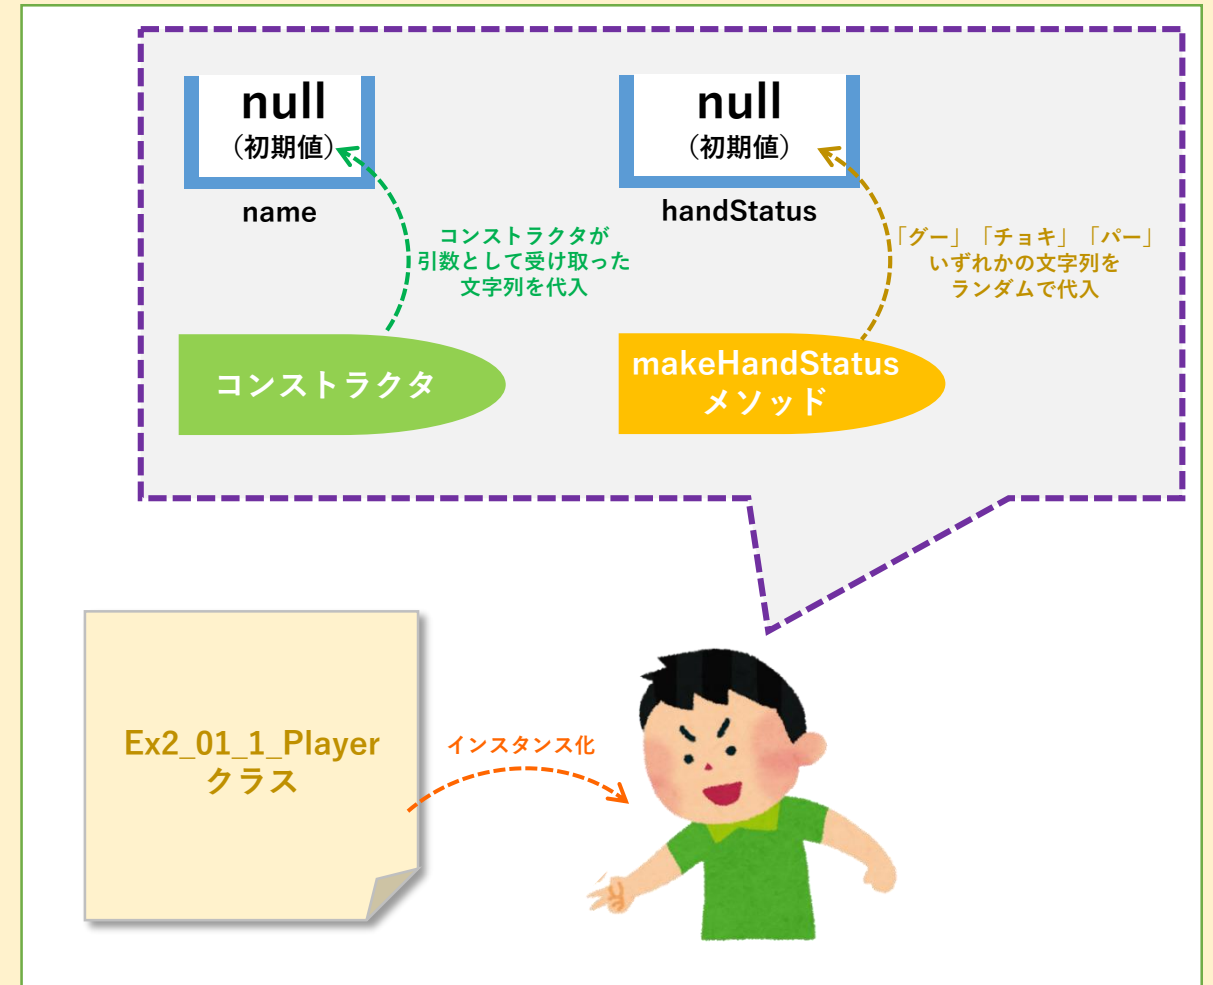 null
（初期値）
name
null
（初期値）
handStatus
コンストラクタが
引数として受け取った
文字列を代入
「グー」「チョキ」「パー」
いずれかの文字列を
ランダムで代入
コンストラクタ
makeHandStatus
メソッド
Ex2_01_1_Player
クラス
インスタンス化